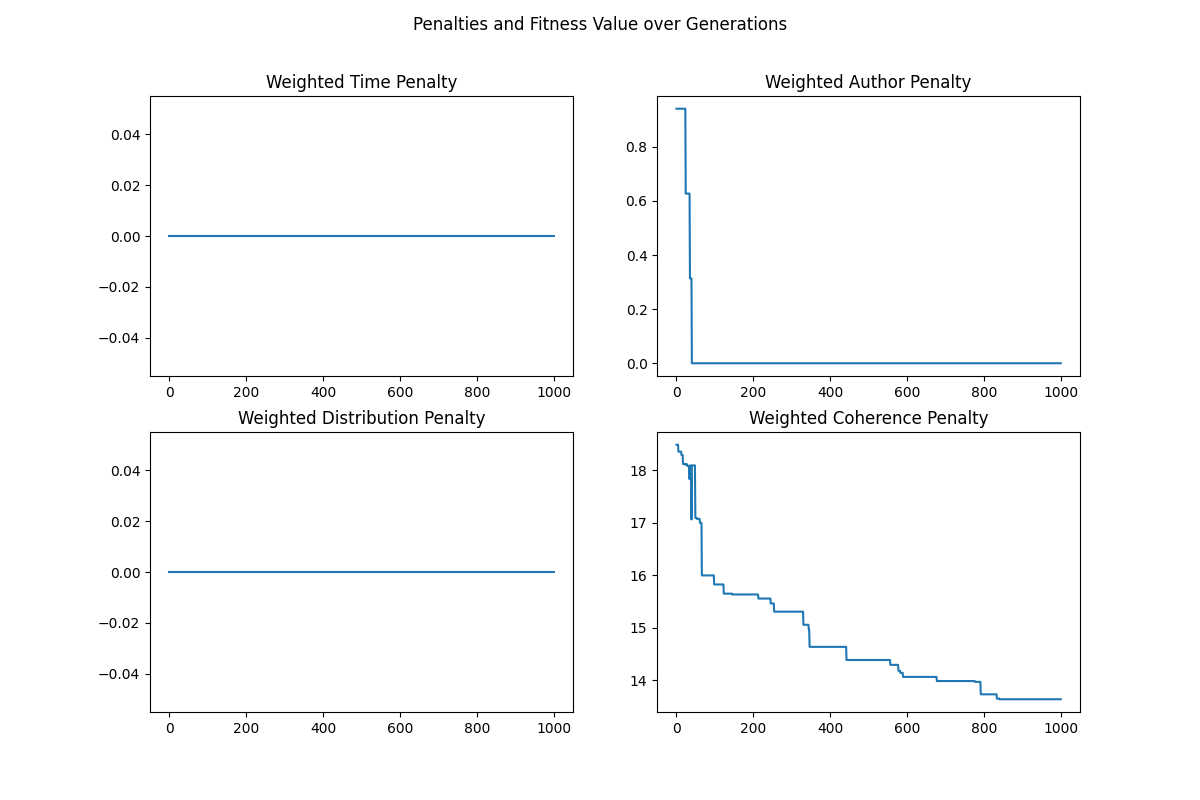 Penalties and Fitness Value over Generations
Weighted Time Penalty
0.04
0.02
0.00
−0.02
−0.04
0 200 400 600 800 1000
Weighted Author Penalty
0.8
0.6
0.4
0.2
0.0
0 200 400 600 800 1000
Weighted Distribution Penalty
0.04
0.02
0.00
−0.02
−0.04
0 200 400 600 800 1000
Weighted Coherence Penalty
18
17
16
15
14
0 200 400 600 800 1000